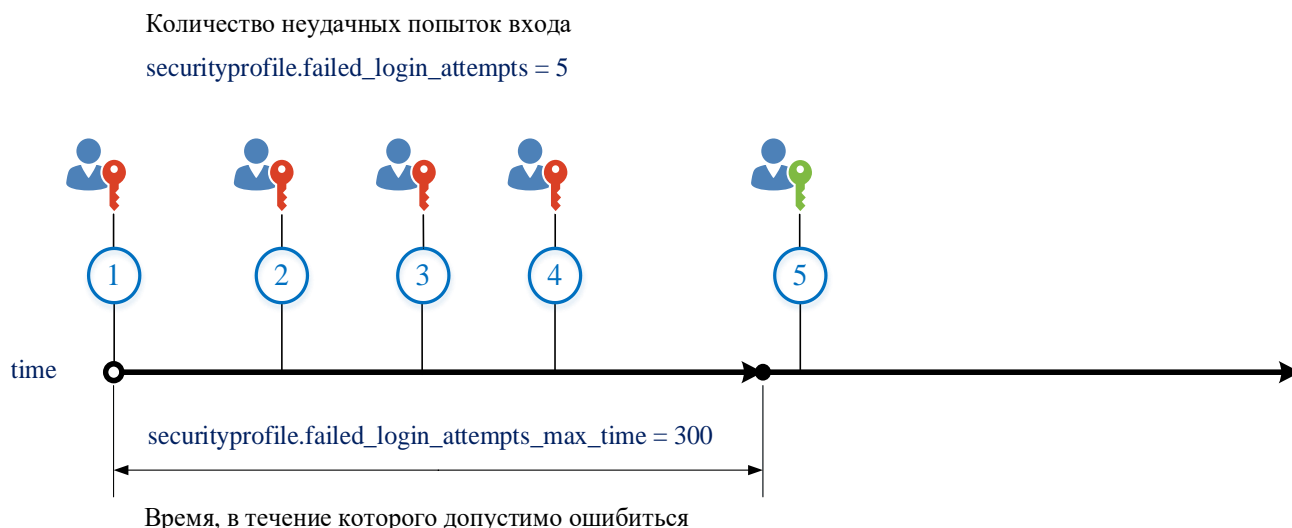 Количество неудачных попыток входа
securityprofile.failed_login_attempts = 5
1 2 3 4 5
time
securityprofile.failed_login_attempts_max_time = 300
Время, в течение которого допустимо ошибиться